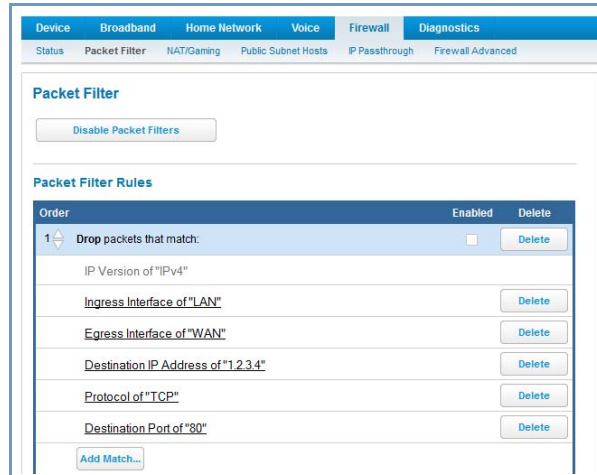 Device Broadband Home Network Voice Firewall Diagnostics
Status Packet Filter NAT/Gaming Public Subnet Hosts IP Passthrough Firewall Advanced
Packet Filter
Disable Packet Filters
Packet Filter Rules
Order Enabled Delete
1 Drop packets that match: Delete
IP Version of "IPv4"
Ingress Interface of "LAN" Delete
Egress Interface of "WAN" Delete
Destination IP Address of "1.2.3.4" Delete
Protocol of "TCP" Delete
Destination Port of "80" Delete
Add Match...